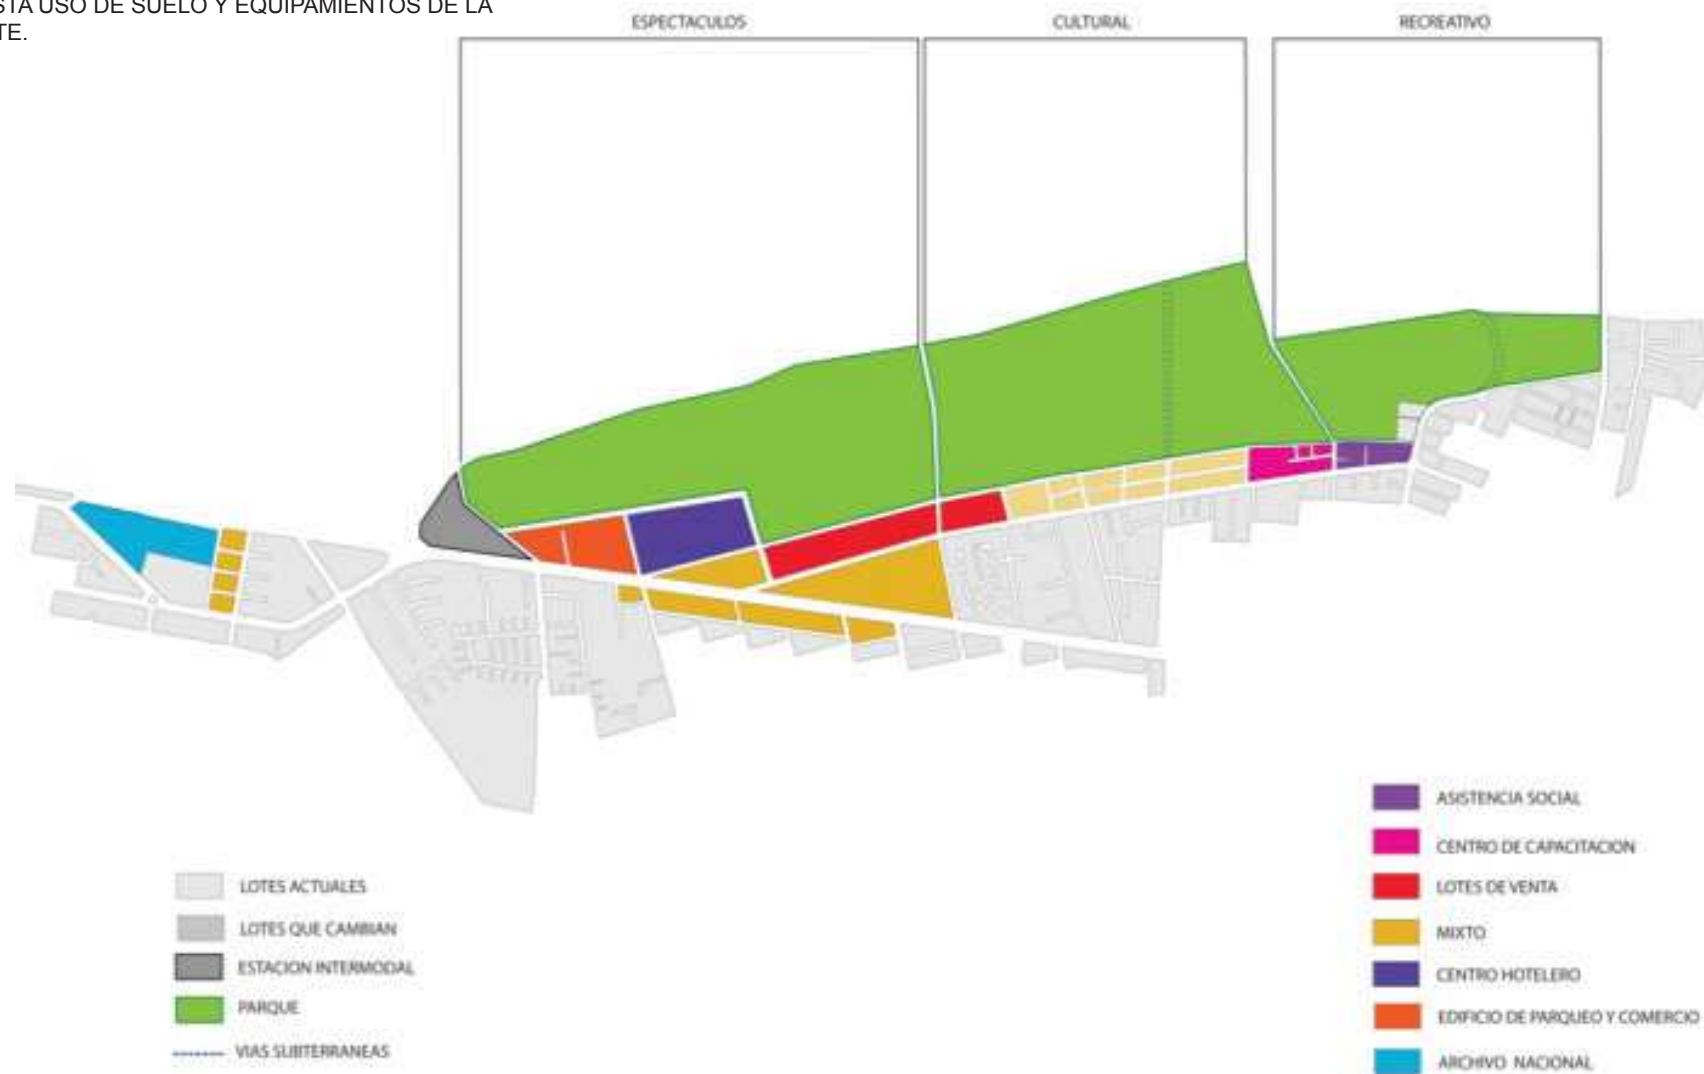 STA USO DE SUELO Y EQUIPAMIENTOS DE LA
TE.
ESPECTACULOS
CULTURAL
RECREATIVO
LOTES ACTUALES
LOTES QUE CAMBIAN
ESTACION INTERMODAL
PARQUE
VIAS SUBTERRANEAS
ASISTENCIA SOCIAL
CENTRO DE CAPACITACION
LOTES DE VENTA
MIXTO
CENTRO HOTELERO
EDIFICIO DE PARQUEO Y COMERCIO
ARCHIVO NACIONAL